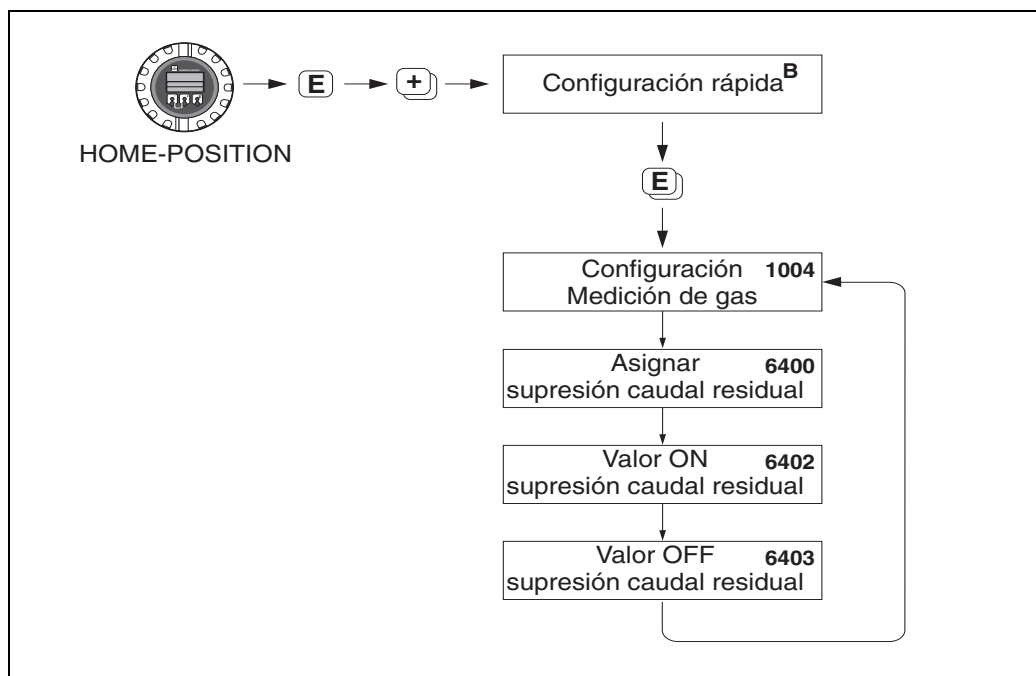 E
+
Configuración rápida B
HOME-POSITION
E
Configuración 1004
Medición de gas
Asignar 6400
supresión caudal residual
Valor ON 6402
supresión caudal residual
Valor OFF 6403
supresión caudal residual